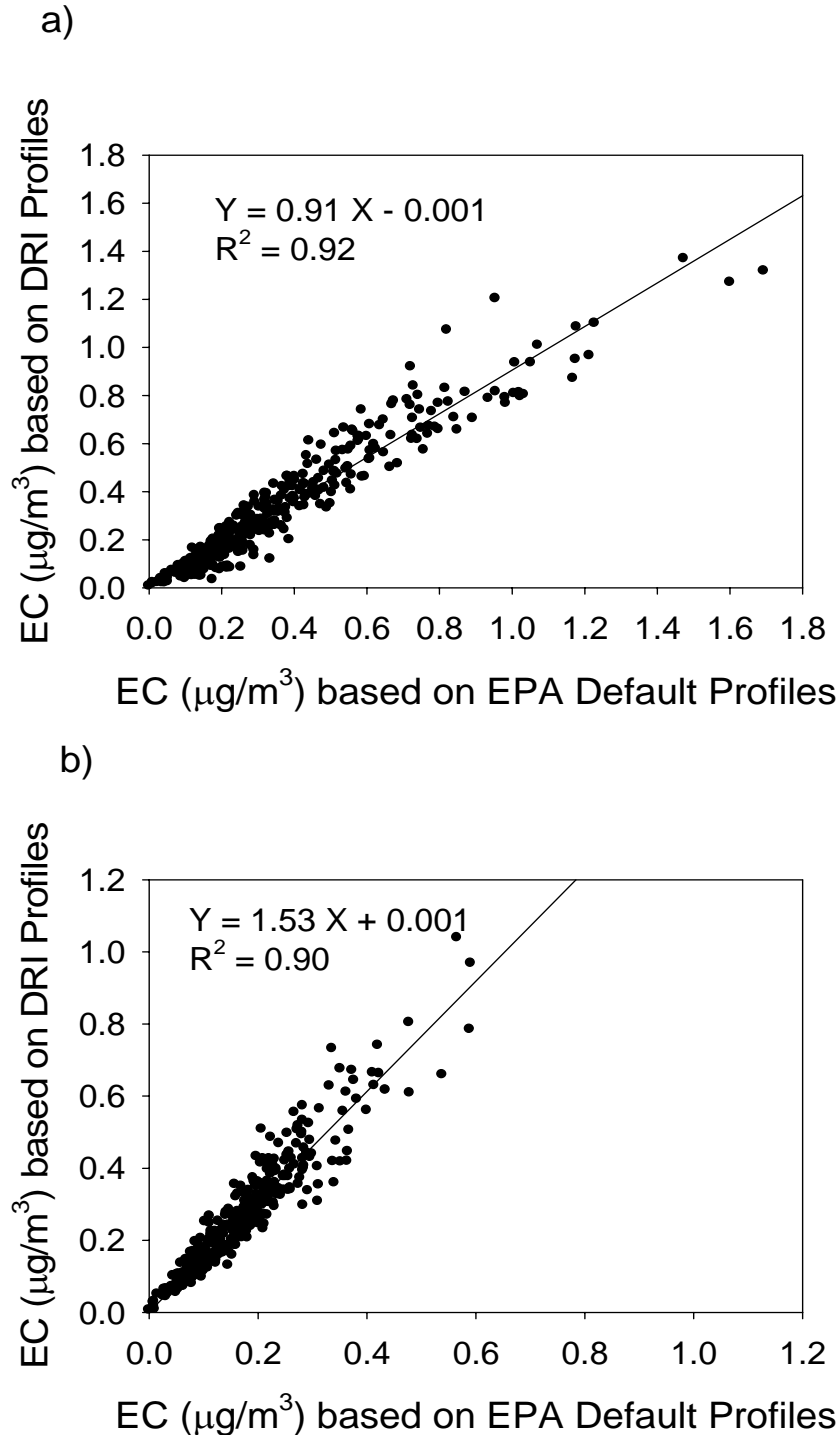 a)
EC (μg/m³) based on DRI Profiles
1.8
1.6
1.4
1.2
1.0
0.8
0.6
0.4
0.2
0.0
Y = 0.91 X - 0.001
R² = 0.92
0.0 0.2 0.4 0.6 0.8 1.0 1.2 1.4 1.6 1.8
EC (μg/m³) based on EPA Default Profiles
b)
EC (μg/m³) based on DRI Profiles
1.2
1.0
0.8
0.6
0.4
0.2
0.0
Y = 1.53 X + 0.001
R² = 0.90
0.0 0.2 0.4 0.6 0.8 1.0 1.2
EC (μg/m³) based on EPA Default Profiles